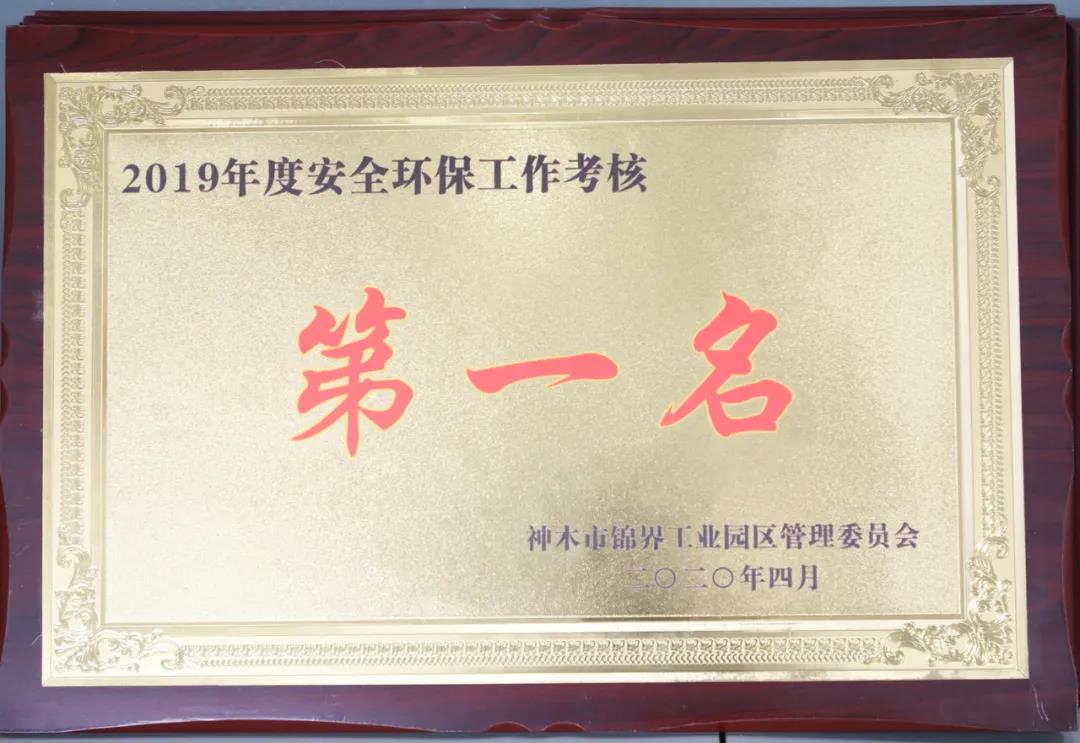 2019年度安全环保工作考核
第一名
神木市锦界工业园区管理委员会
二〇二〇年四月